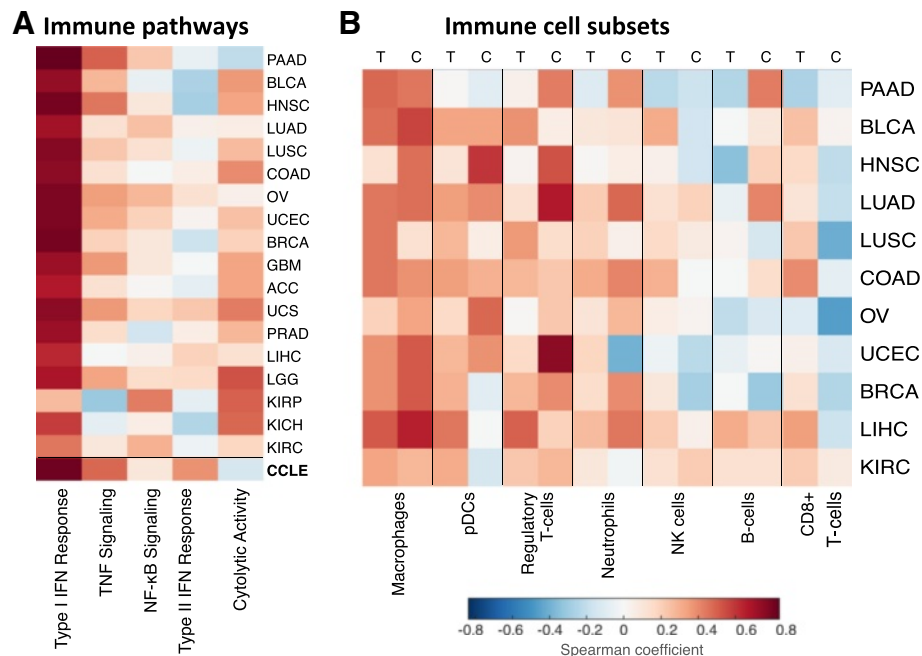 A Immune pathways
PAAD
BLCA
HNSC
LUAD
LUSC
COAD
OV
UCEC
BRCA
GBM
ACC
UCS
PRAD
LIHC
LGG
KIRP
KICH
KIRC
CCLE
Type I IFN Response
TNF Signaling
NF-κB Signaling
Type II IFN Response
Cytolytic Activity
B Immune cell subsets
T C T C T C T C T C T C T C
PAAD
BLCA
HNSC
LUAD
LUSC
COAD
OV
UCEC
BRCA
LIHC
KIRC
Macrophages
pDCs
Regulatory
T-cells
Neutrophils
NK cells
B-cells
CD8+
T-cells
-0.8 -0.6 -0.4 -0.2 0 0.2 0.4 0.6 0.8
Spearman coefficient